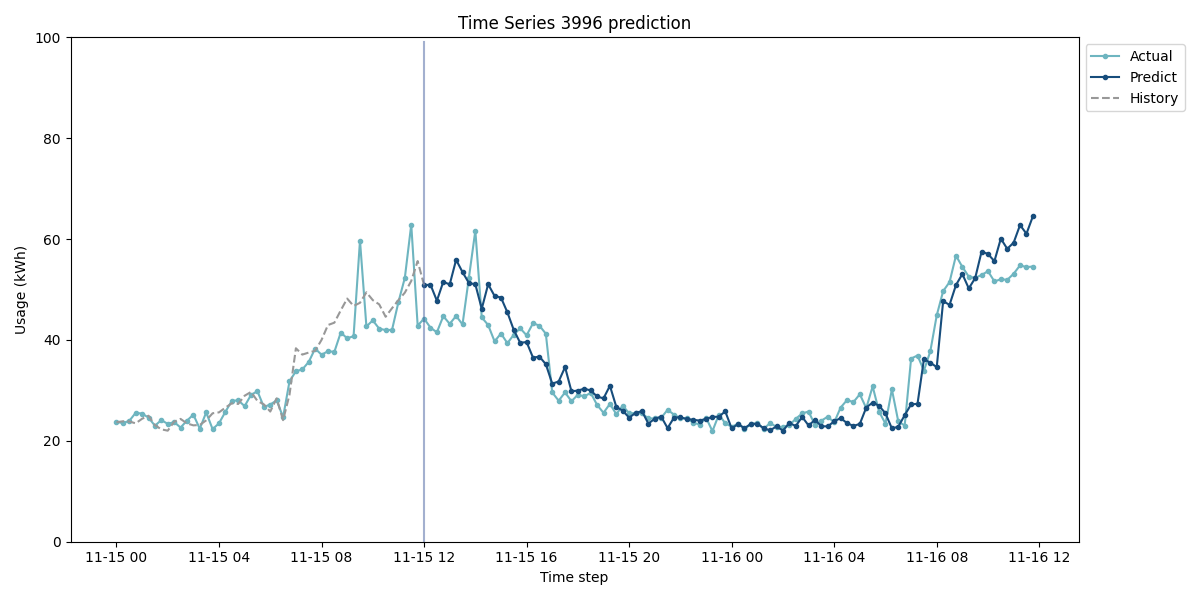 Time Series 3996 prediction
Usage (kWh)
100
80
60
40
20
0
11-15 00
11-15 04
11-15 08
11-15 12
11-15 16
11-15 20
11-16 00
11-16 04
11-16 08
11-16 12
Time step
Actual
Predict
History